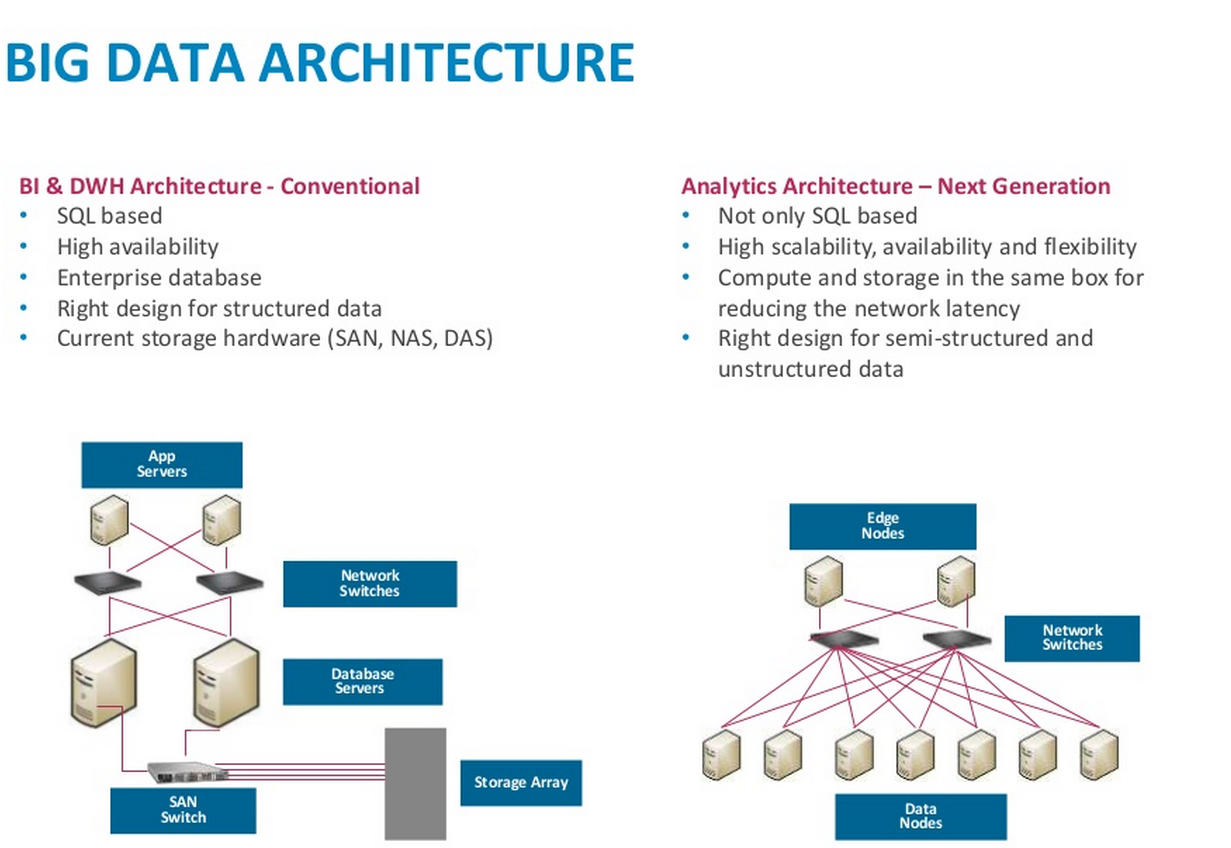 BIG DATA ARCHITECTURE
BI & DWH Architecture - Conventional
• SQL based
• High availability
• Enterprise database
• Right design for structured data
• Current storage hardware (SAN, NAS, DAS)
Analytics Architecture – Next Generation
• Not only SQL based
• High scalability, availability and flexibility
• Compute and storage in the same box for
reducing the network latency
• Right design for semi-structured and
unstructured data
App
Servers
Network
Switches
Database
Servers
Storage Array
SAN
Switch
Edge
Nodes
Network
Switches
Data
Nodes